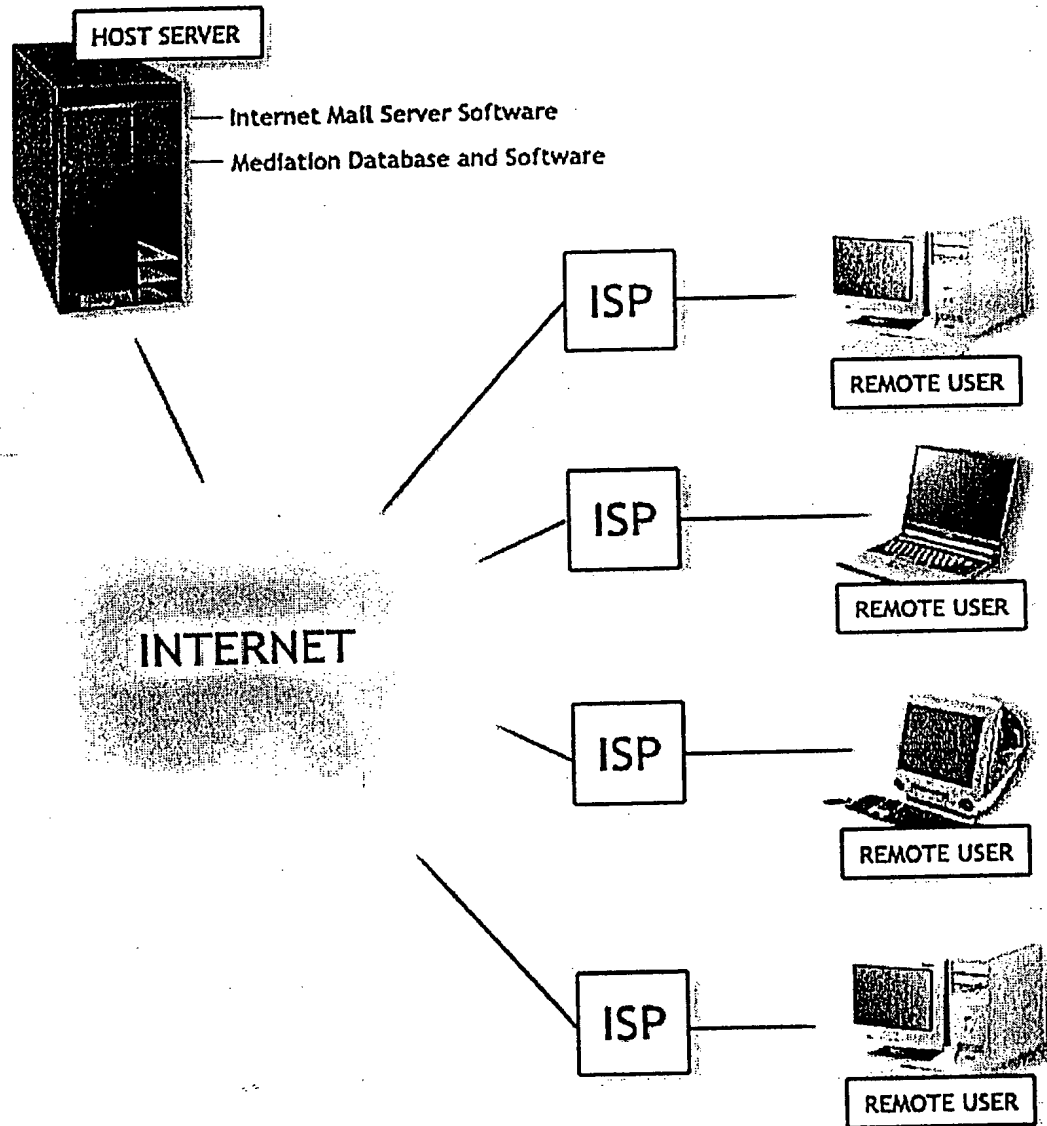 HOST SERVER
Internet Mail Server Software
Mediation Database and Software
ISP
REMOTE USER
ISP
REMOTE USER
INTERNET
ISP
REMOTE USER
ISP
REMOTE USER